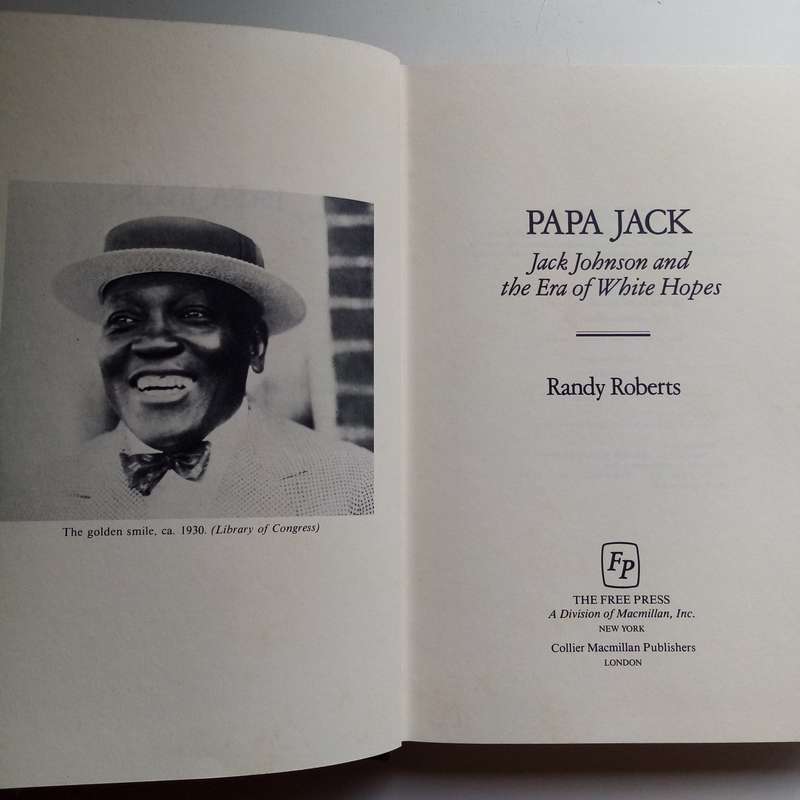 The golden smile, ca. 1930. (Library of Congress)
PAPA JACK
Jack Johnson and
the Era of White Hopes
Randy Roberts
FP
THE FREE PRESS
A Division of Macmillan, Inc.
NEW YORK
Collier Macmillan Publishers
LONDON